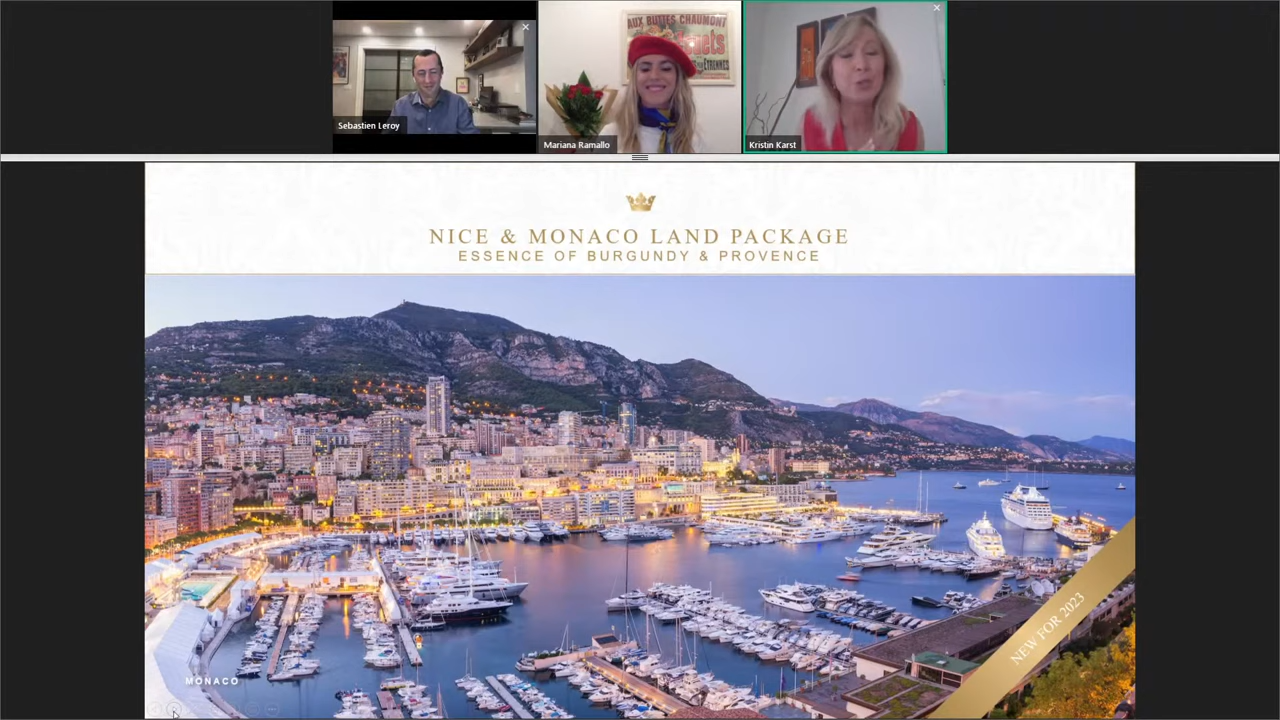 AUX BUTTES CHAUMONT
Sebastien Leroy
Mariana Ramallo
Kristin Karst
NICE & MONACO LAND PACKAGE
ESSENCE OF BURGUNDY & PROVENCE
NEW FOR 2023
MONACO